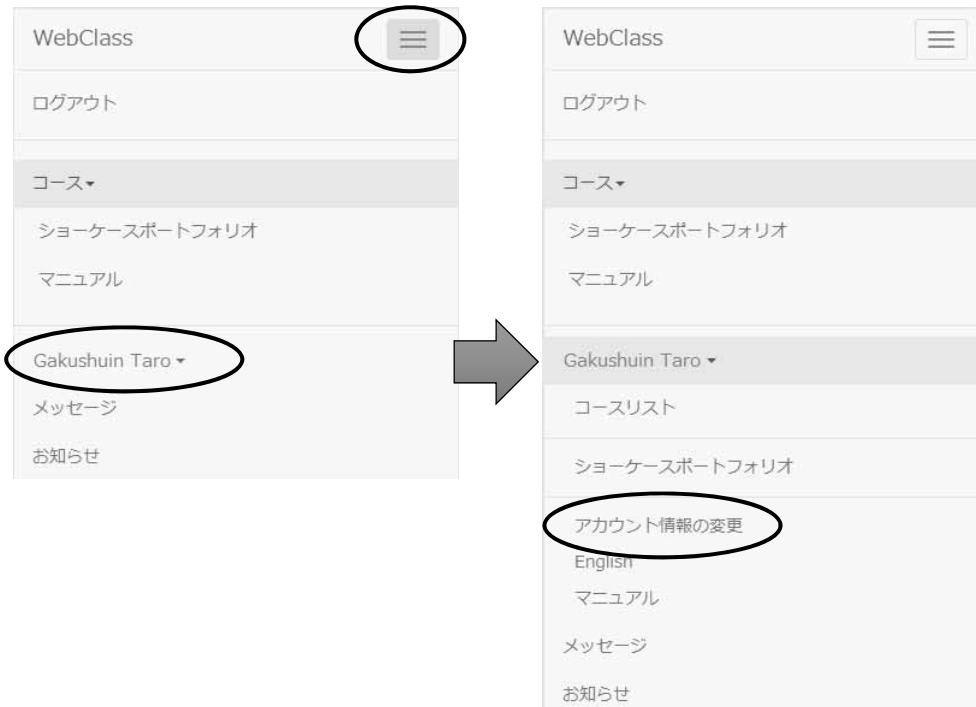 WebClass
ログアウト
コース
ショーケースポートフォリオ
マニュアル
Gakushuin Taro
メッセージ
お知らせ
WebClass
ログアウト
コース
ショーケースポートフォリオ
マニュアル
Gakushuin Taro
コースリスト
ショーケースポートフォリオ
アカウント情報の変更
English
マニュアル
メッセージ
お知らせ